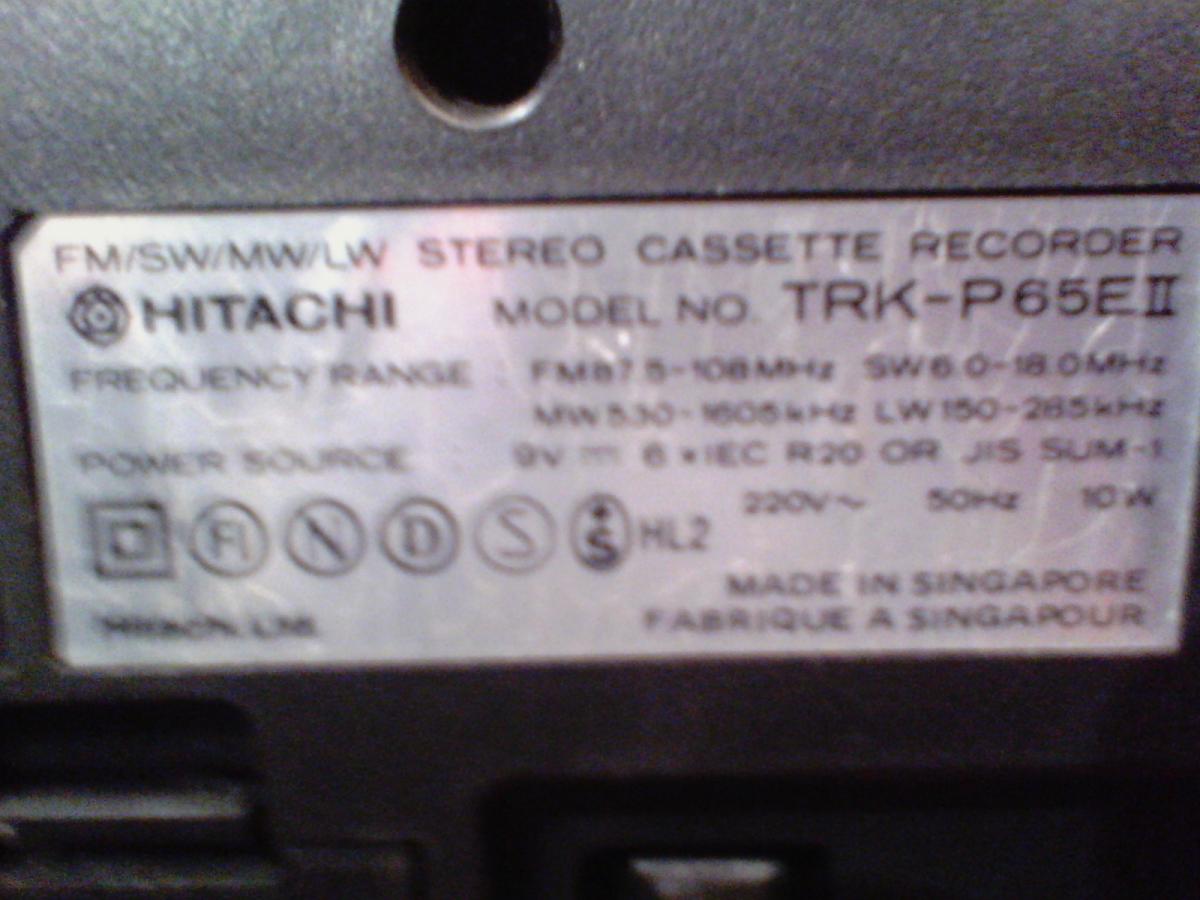 FM/SW/MW/LW STEREO CASSETTE RECORDER
HITACHI MODEL NO. TRK-P65EII
FREQUENCY RANGE FM87.5-108MHz SW6.0-18.0MHz
MW530-1605kHz LW150-285kHz
POWER SOURCE 9V 6 × IEC R20 OR JIS SUM-1
220V~ 50Hz 10W
N D S +S HL2
MADE IN SINGAPORE
Hitachi, Ltd. FABRIQUE A SINGAPOUR